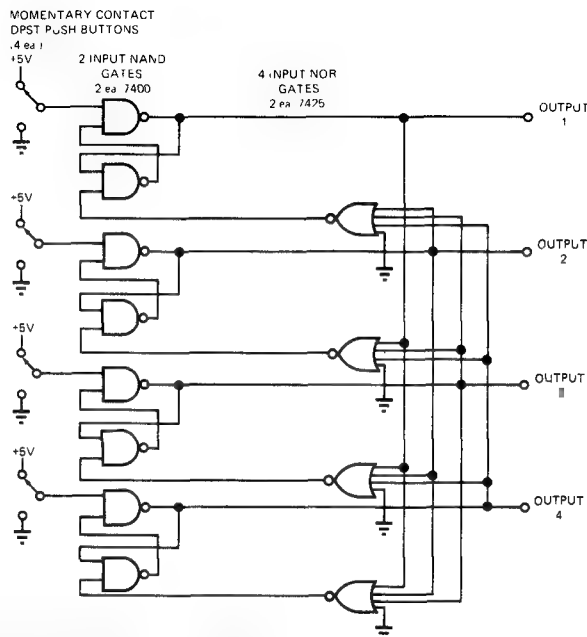 MOMENTARY CONTACT
DPST PUSH BUTTONS
(4 ea)
+5V
2 INPUT NAND
GATES
2 ea 7400
4 INPUT NOR
GATES
2 ea 7425
OUTPUT
1
+5V
OUTPUT
2
+5V
OUTPUT
+5V
OUTPUT
4